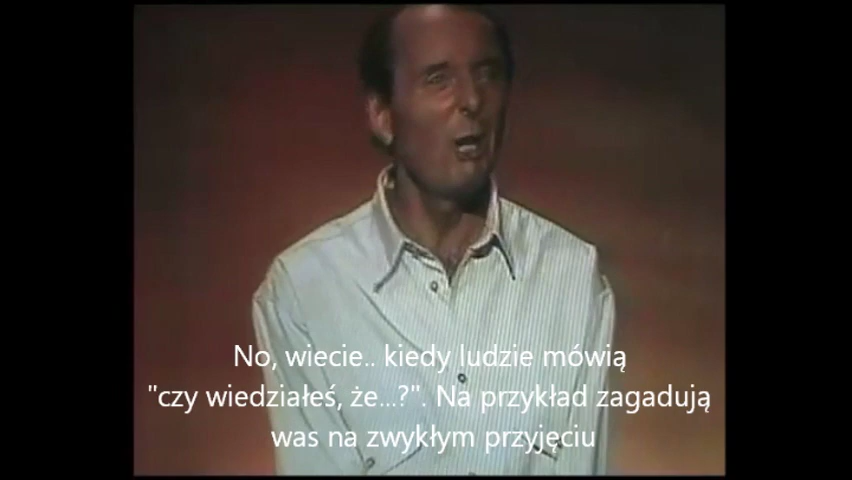 No, wiecie.. kiedy ludzie mówią
"czy wiedziałeś, że...?". Na przykład zagadują
was na zwykłym przyjęciu